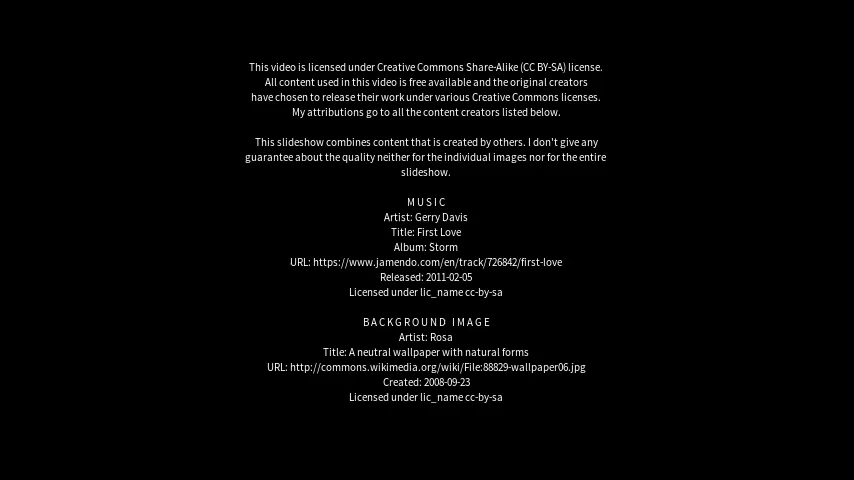 This video is licensed under Creative Commons Share-Alike (CC BY-SA) license.
All content used in this video is free available and the original creators
have chosen to release their work under various Creative Commons licenses.
My attributions go to all the content creators listed below.
This slideshow combines content that is created by others. I don't give any
guarantee about the quality neither for the individual images nor for the entire
slideshow.
MUSIC
Artist: Gerry Davis
Title: First Love
Album: Storm
URL: https://www.jamendo.com/en/track/726842/first-love
Released: 2011-02-05
Licensed under lic_name cc-by-sa
BACKGROUND IMAGE
Artist: Rosa
Title: A neutral wallpaper with natural forms
URL: http://commons.wikimedia.org/wiki/File:88829-wallpaper06.jpg
Created: 2008-09-23
Licensed under lic_name cc-by-sa